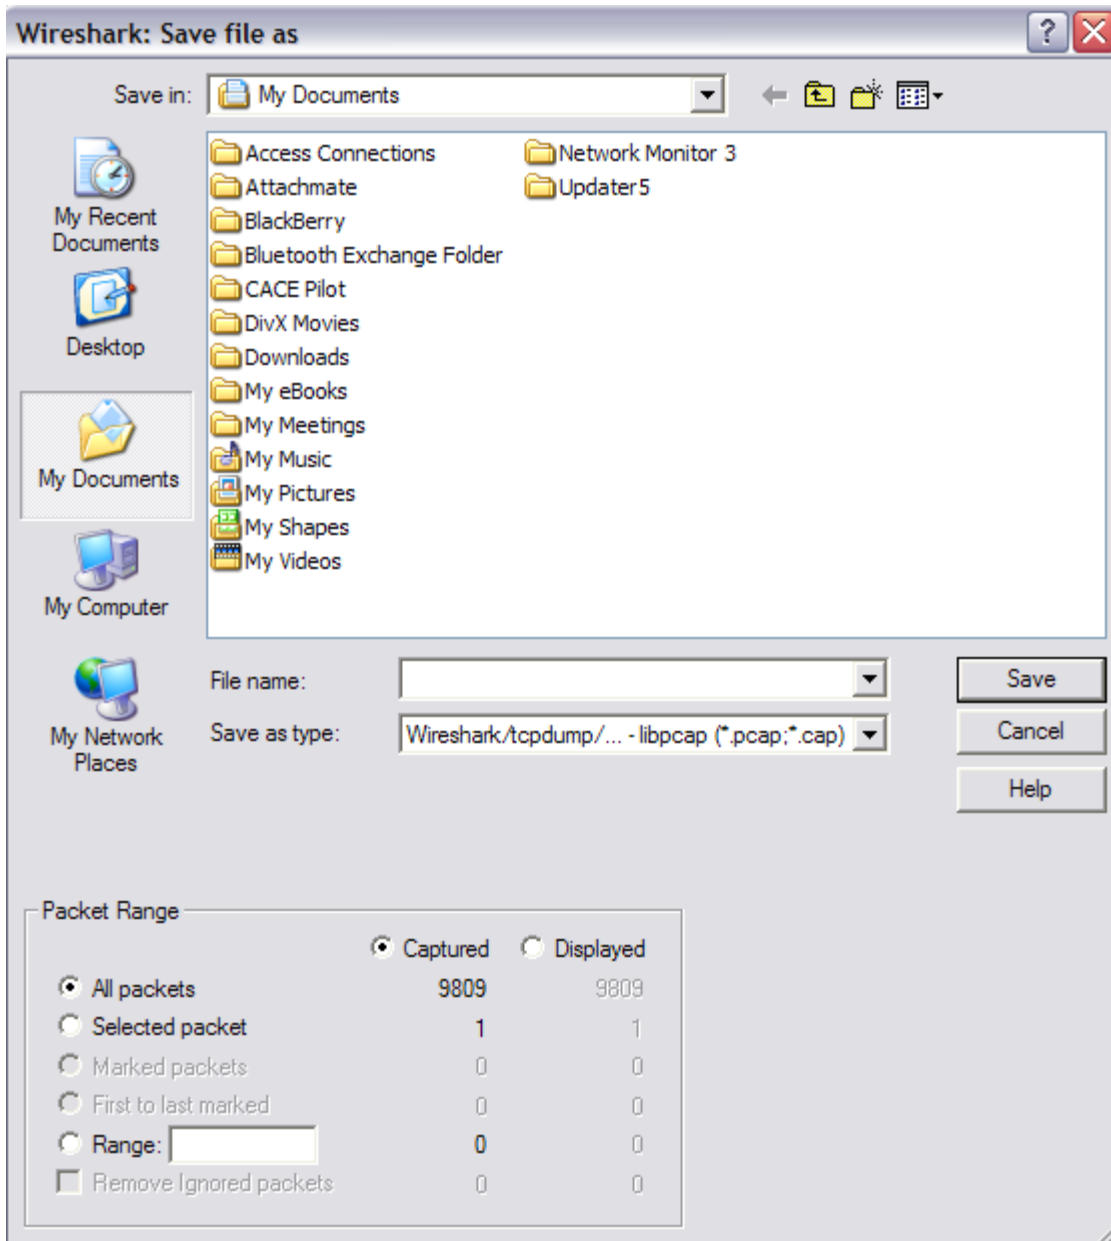 Wireshark: Save file as
Save in: My Documents
My Recent
Documents
Desktop
My Documents
My Computer
My Network
Places
Access Connections
Attachmate
BlackBerry
Bluetooth Exchange Folder
CACE Pilot
DivX Movies
Downloads
My eBooks
My Meetings
My Music
My Pictures
My Shapes
My Videos
Network Monitor 3
Updater5
File name:
Save as type: Wireshark/tcpdump/... - libpcap (*.pcap;*.cap)
Save
Cancel
Help
Packet Range
Captured Displayed
All packets 9809 9809
Selected packet 1 1
Marked packets 0 0
First to last marked 0 0
Range: 0 0
Remove Ignored packets 0 0